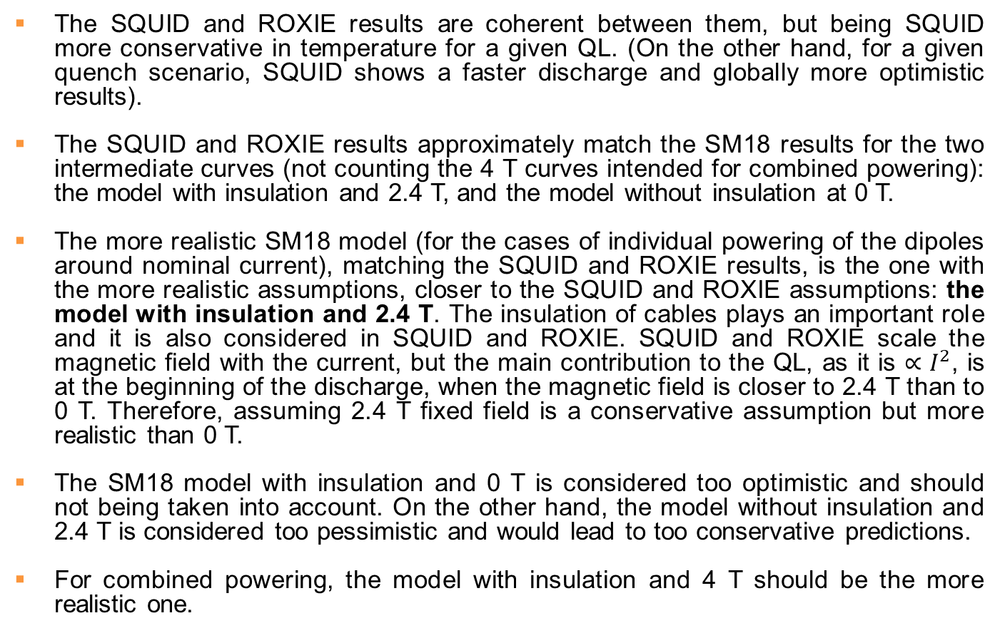 ▪ The SQUID and ROXIE results are coherent between them, but being SQUID
more conservative in temperature for a given QL. (On the other hand, for a given
quench scenario, SQUID shows a faster discharge and globally more optimistic
results).
▪ The SQUID and ROXIE results approximately match the SM18 results for the two
intermediate curves (not counting the 4 T curves intended for combined powering):
the model with insulation and 2.4 T, and the model without insulation at 0 T.
▪ The more realistic SM18 model (for the cases of individual powering of the dipoles
around nominal current), matching the SQUID and ROXIE results, is the one with
the more realistic assumptions, closer to the SQUID and ROXIE assumptions: the
model with insulation and 2.4 T. The insulation of cables plays an important role
and it is also considered in SQUID and ROXIE. SQUID and ROXIE scale the
magnetic field with the current, but the main contribution to the QL, as it is ∝ I², is
at the beginning of the discharge, when the magnetic field is closer to 2.4 T than to
0 T. Therefore, assuming 2.4 T fixed field is a conservative assumption but more
realistic than 0 T.
▪ The SM18 model with insulation and 0 T is considered too optimistic and should
not being taken into account. On the other hand, the model without insulation and
2.4 T is considered too pessimistic and would lead to too conservative predictions.
▪ For combined powering, the model with insulation and 4 T should be the more
realistic one.